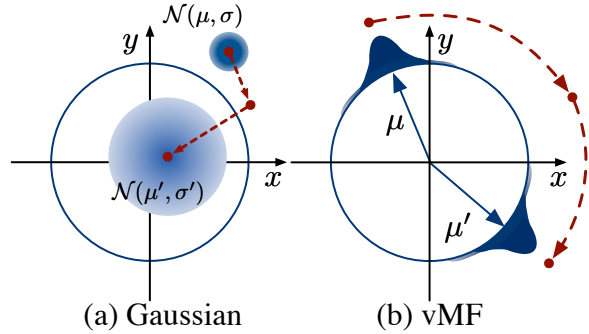 𝒩(μ, σ)
y
y
μ
x
x
𝒩(μ′, σ′)
μ′
(a) Gaussian
(b) vMF